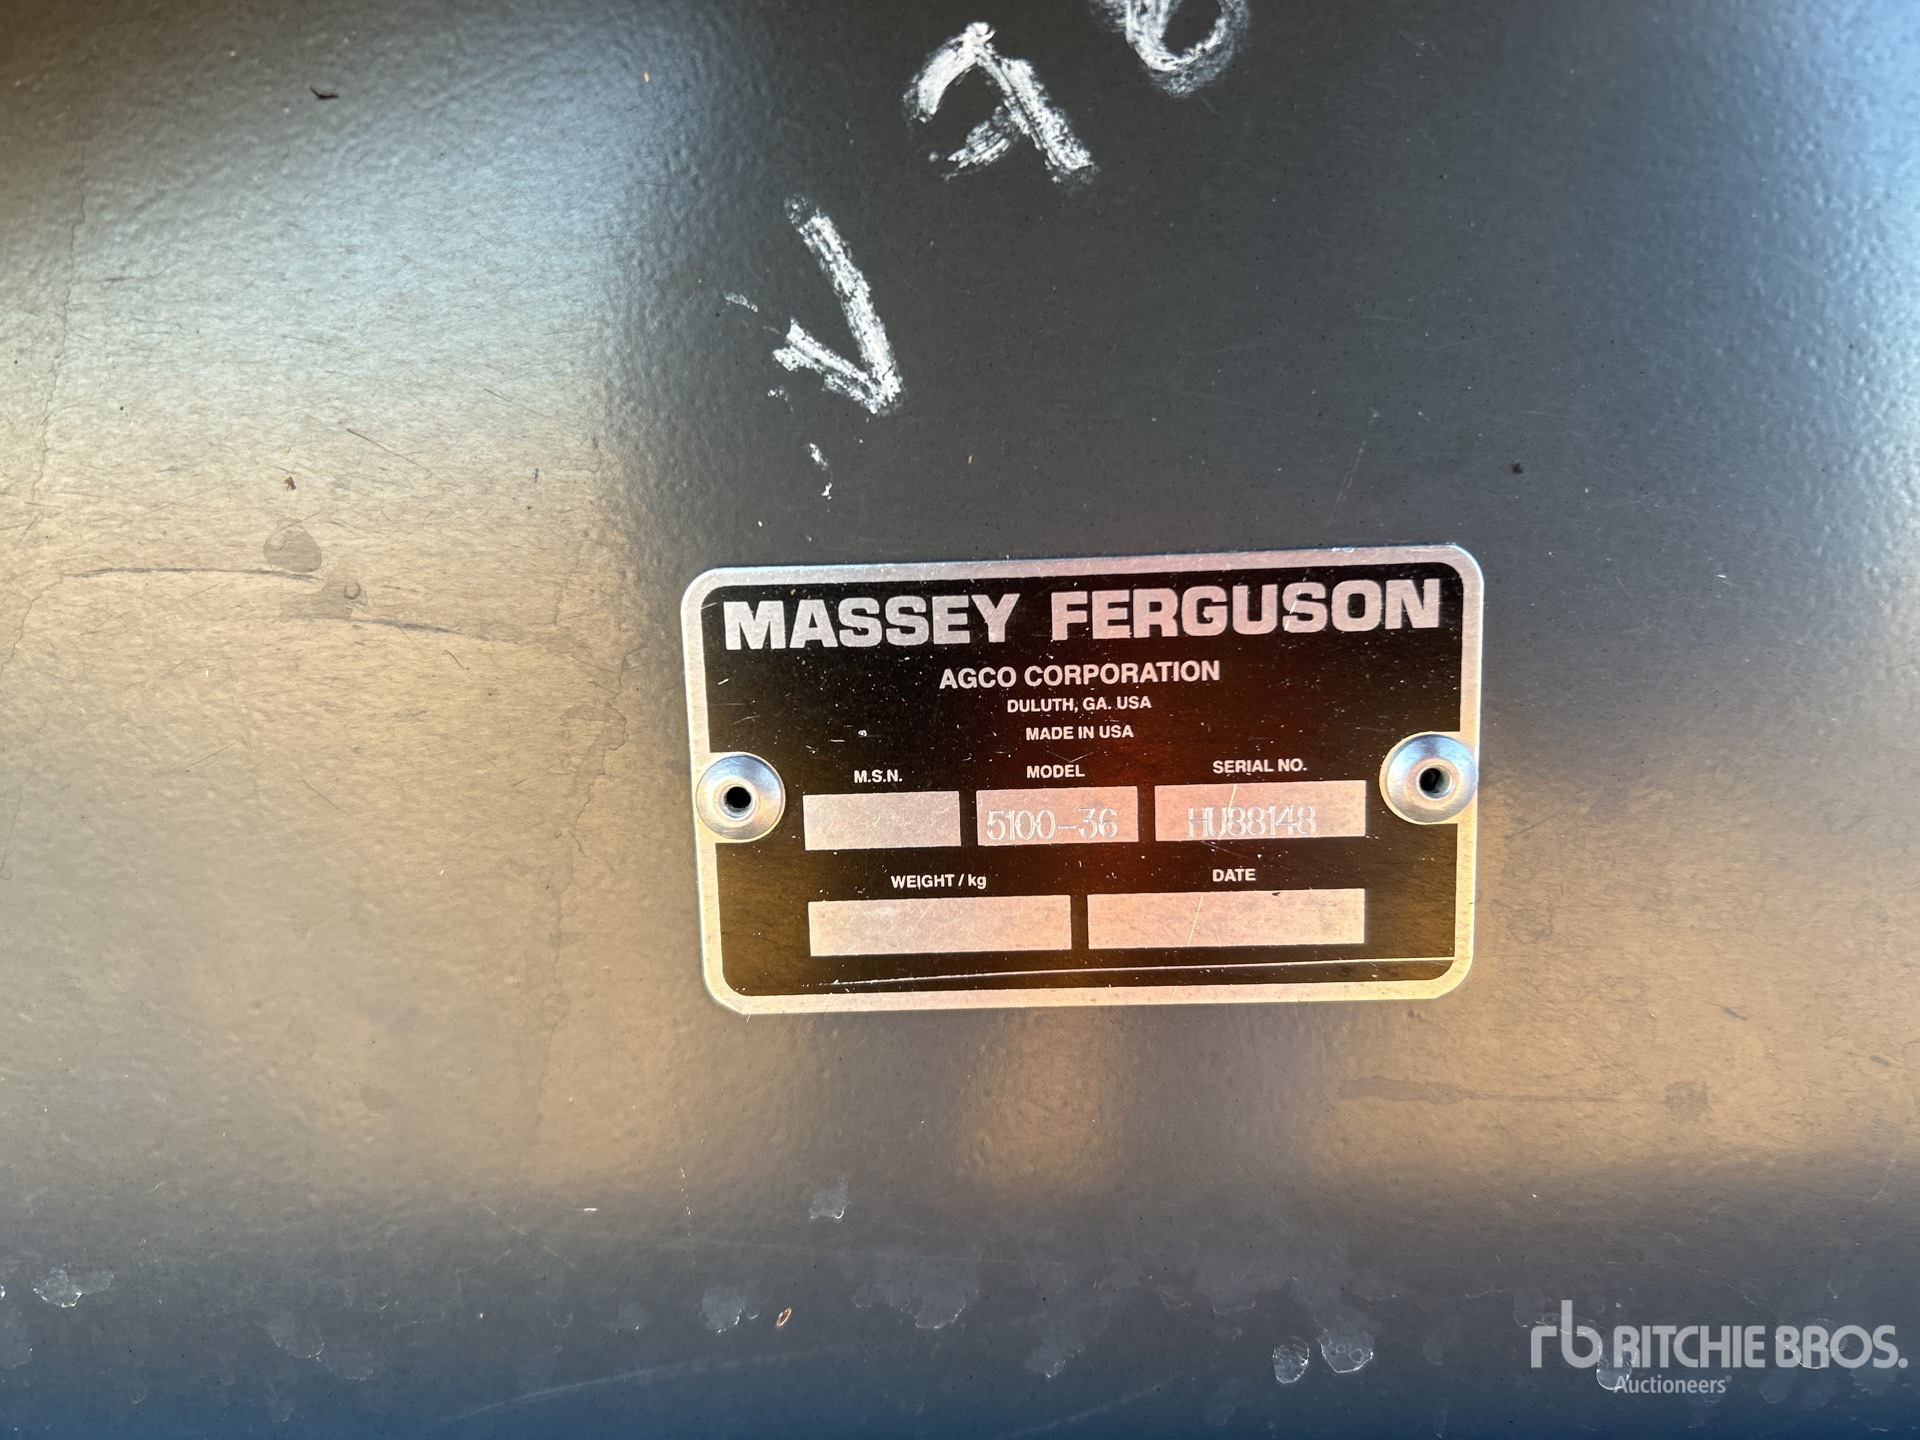 MASSEY FERGUSON
AGCO CORPORATION
DULUTH, GA. USA
MADE IN USA
M.S.N. MODEL SERIAL NO.
5100-36 HU88148
WEIGHT / kg DATE
rb RITCHIE BROS.
Auctioneers